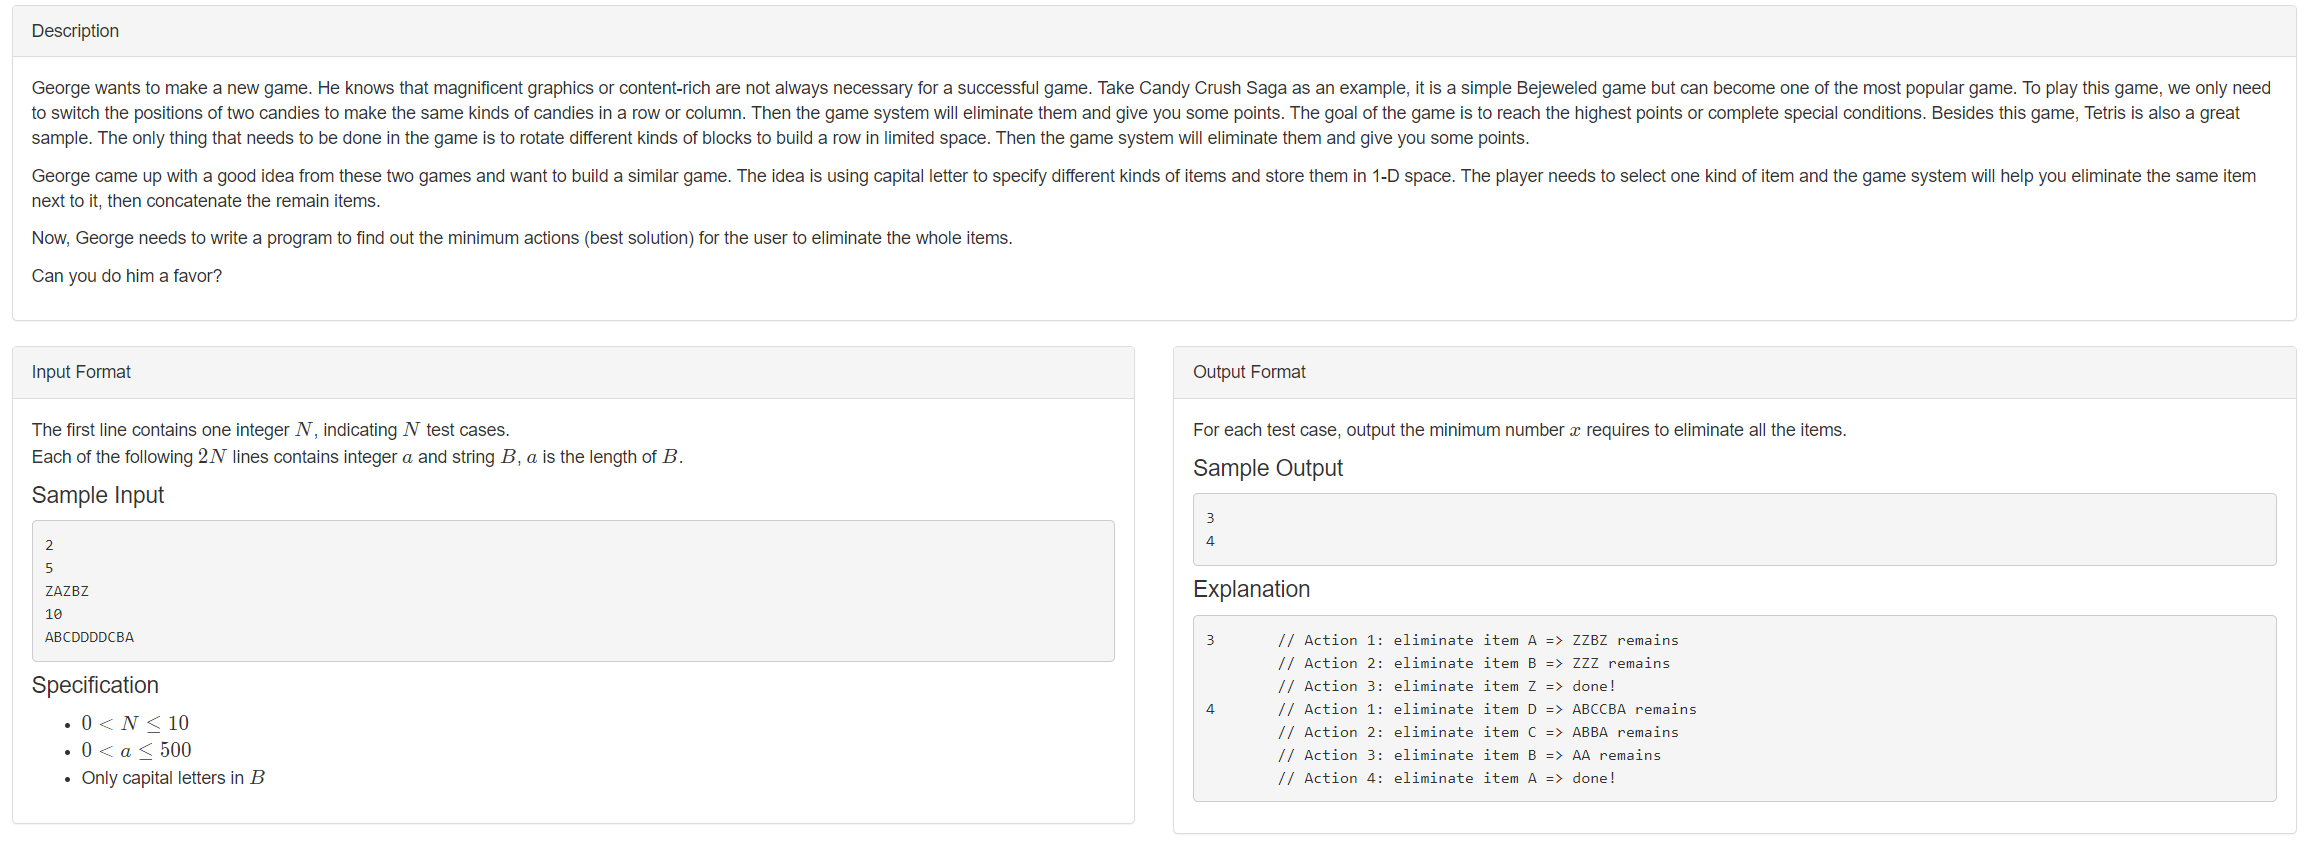 Description
George wants to make a new game. He knows that magnificent graphics or content-rich are not always necessary for a successful game. Take Candy Crush Saga as an example, it is a simple Bejeweled game but can become one of the most popular game. To play this game, we only need
to switch the positions of two candies to make the same kinds of candies in a row or column. Then the game system will eliminate them and give you some points. The goal of the game is to reach the highest points or complete special conditions. Besides this game, Tetris is also a great
sample. The only thing that needs to be done in the game is to rotate different kinds of blocks to build a row in limited space. Then the game system will eliminate them and give you some points.
George came up with a good idea from these two games and want to build a similar game. The idea is using capital letter to specify different kinds of items and store them in 1-D space. The player needs to select one kind of item and the game system will help you eliminate the same item
next to it, then concatenate the remain items.
Now, George needs to write a program to find out the minimum actions (best solution) for the user to eliminate the whole items.
Can you do him a favor?
Input Format
The first line contains one integer N, indicating N test cases.
Each of the following 2N lines contains integer a and string B, a is the length of B.
Sample Input
2
5
ZAZBZ
10
ABCDDDDCBA
Specification
• 0 < N ≤ 10
• 0 < a ≤ 500
• Only capital letters in B
Output Format
For each test case, output the minimum number x requires to eliminate all the items.
Sample Output
3
4
Explanation
3 // Action 1: eliminate item A => ZZBZ remains
// Action 2: eliminate item B => ZZZ remains
// Action 3: eliminate item Z => done!
4 // Action 1: eliminate item D => ABCCBA remains
// Action 2: eliminate item C => ABBA remains
// Action 3: eliminate item B => AA remains
// Action 4: eliminate item A => done!